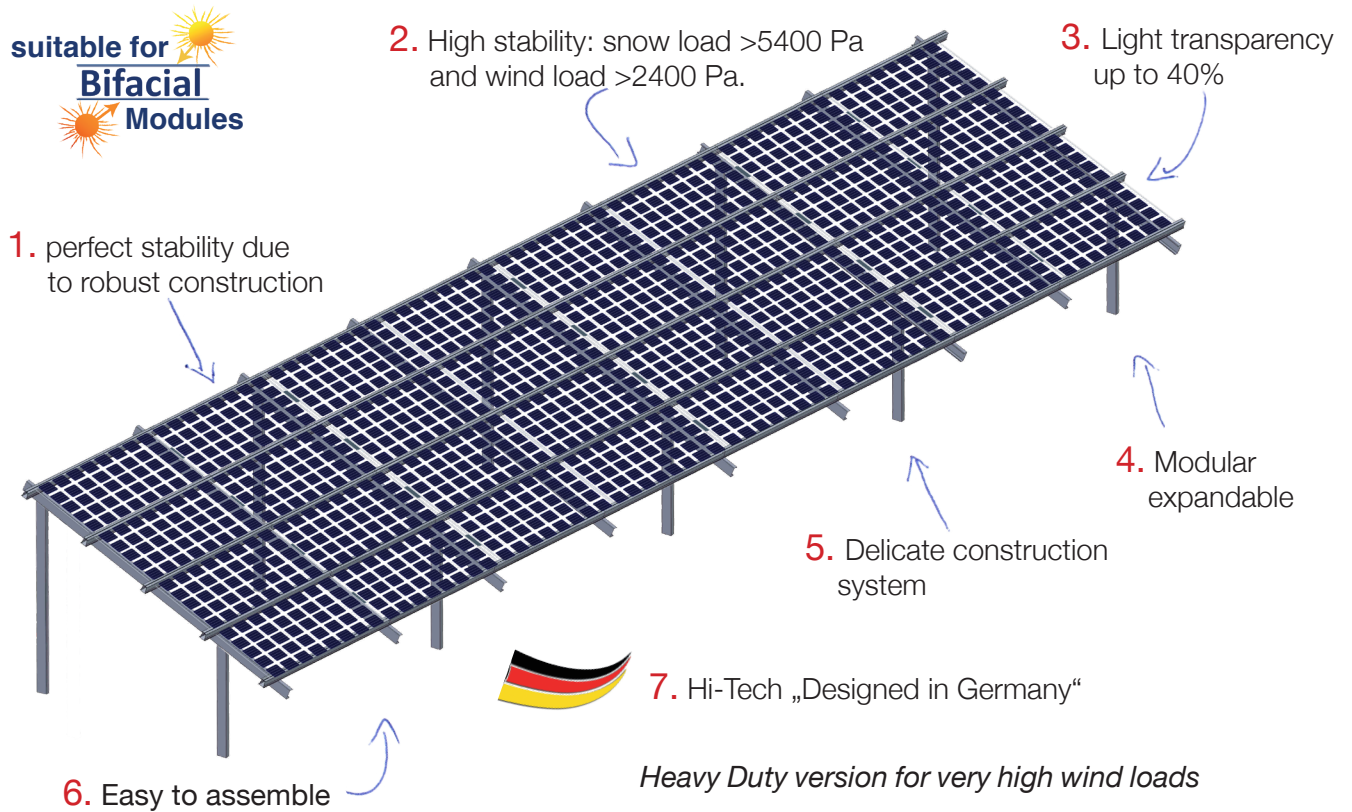 suitable for
Bifacial
Modules
2. High stability: snow load >5400 Pa
and wind load >2400 Pa.
3. Light transparency
up to 40%
1. perfect stability due
to robust construction
4. Modular
expandable
5. Delicate construction
system
7. Hi-Tech „Designed in Germany“
6. Easy to assemble
Heavy Duty version for very high wind loads